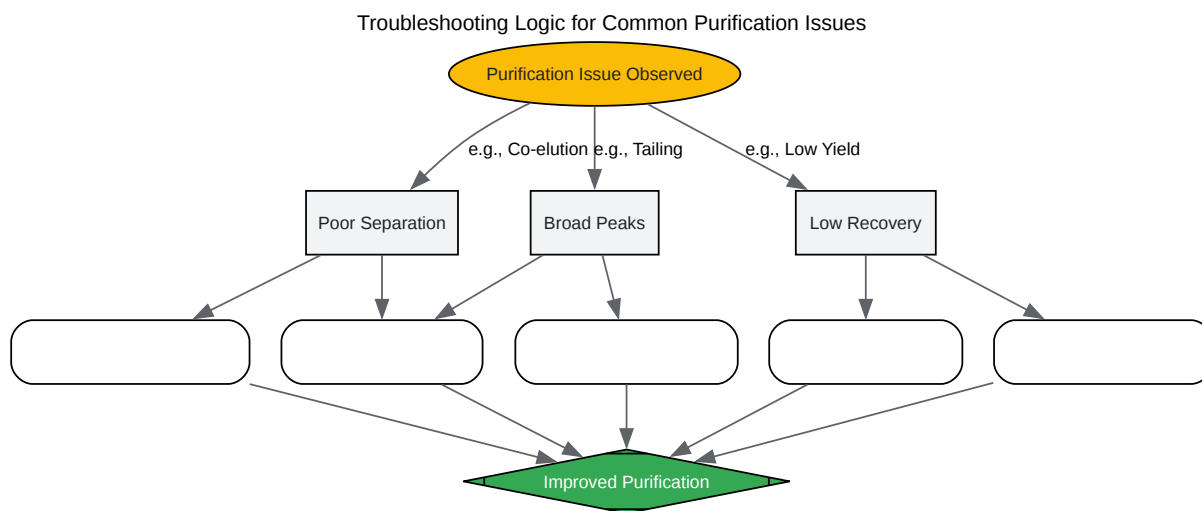 Troubleshooting Logic for Common Purification Issues
Purification Issue Observed
e.g., Co-elution
e.g., Tailing
e.g., Low Yield
Poor Separation
Broad Peaks
Low Recovery
Improved Purification